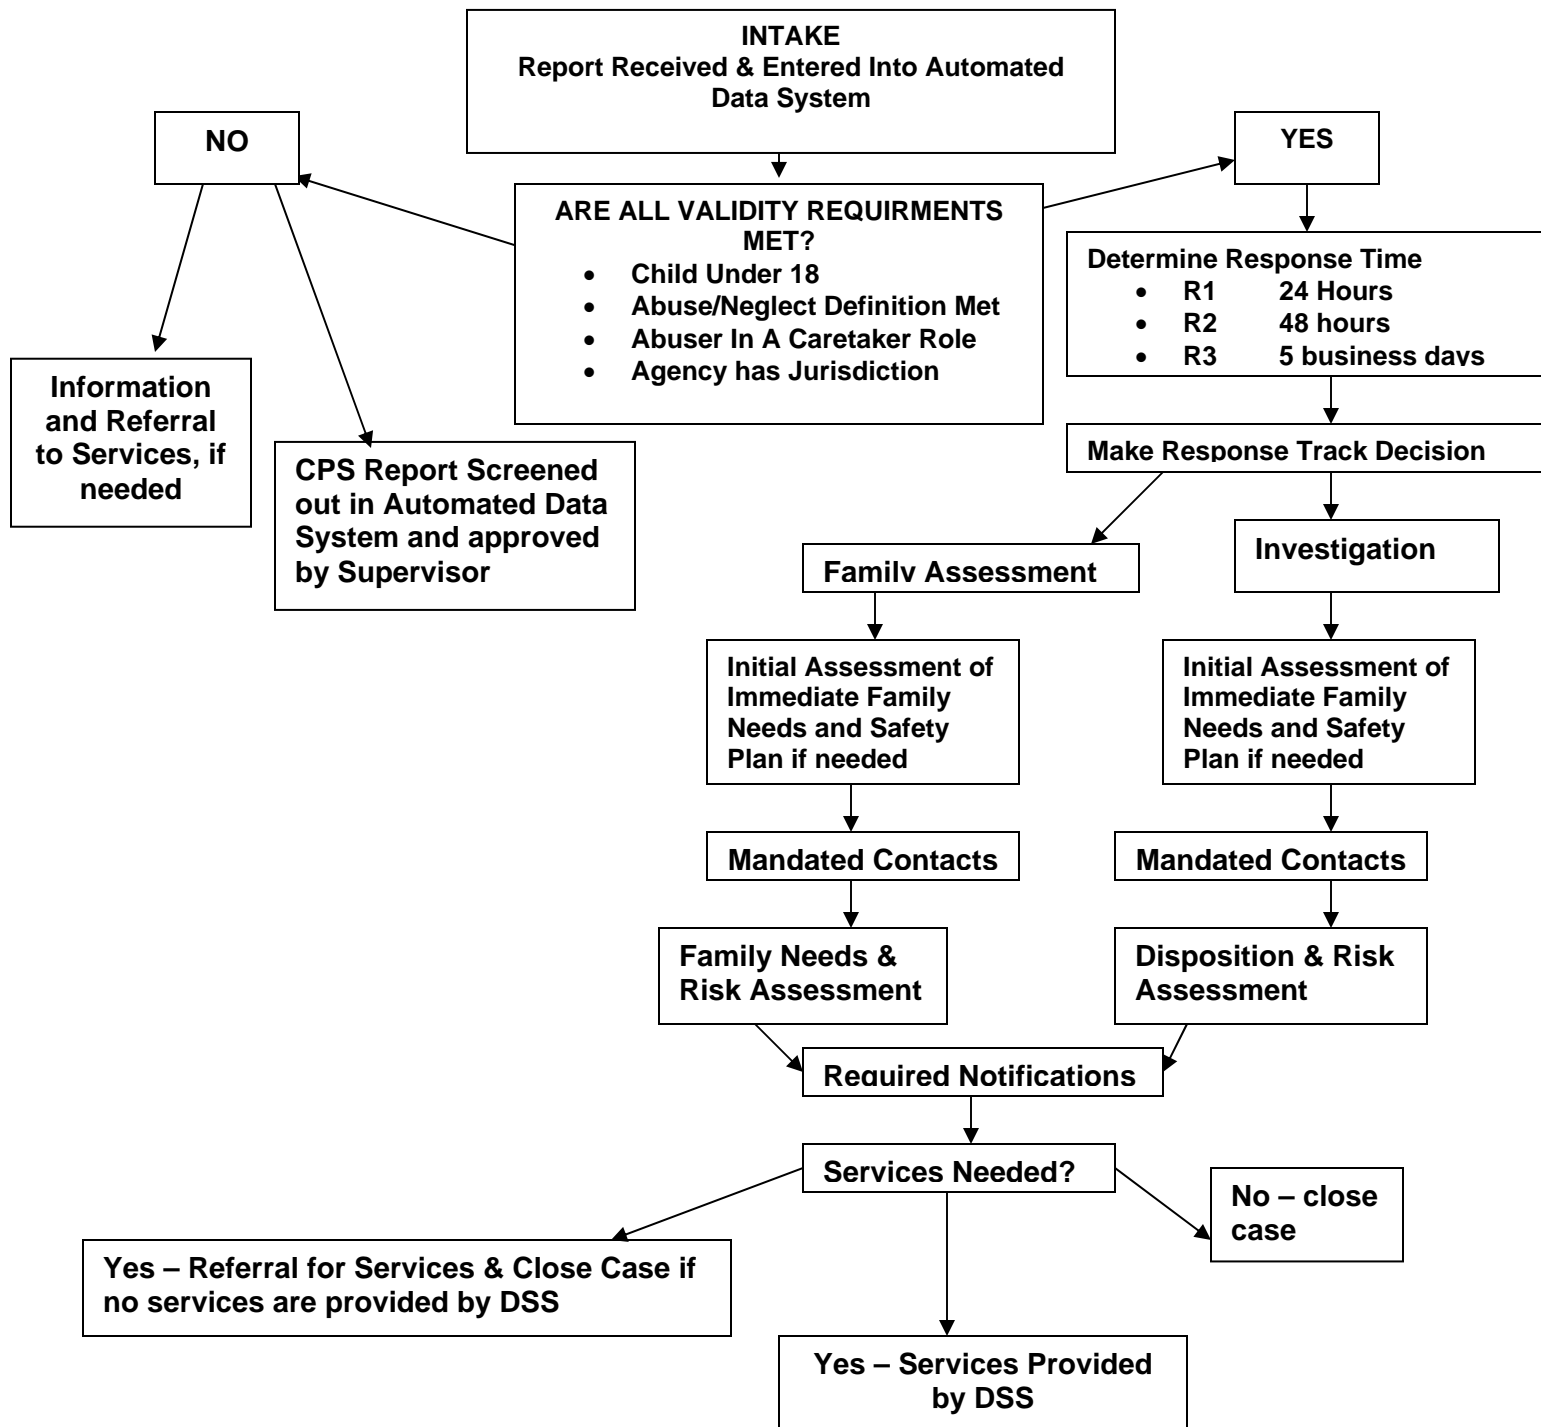 INTAKE
Report Received & Entered Into Automated
Data System
NO
YES
ARE ALL VALIDITY REQUIRMENTS
MET?
• Child Under 18
• Abuse/Neglect Definition Met
• Abuser In A Caretaker Role
• Agency has Jurisdiction
Determine Response Time
• R1 24 Hours
• R2 48 hours
• R3 5 business days
Information
and Referral
to Services, if
needed
CPS Report Screened
out in Automated Data
System and approved
by Supervisor
Make Response Track Decision
Family Assessment
Investigation
Initial Assessment of
Immediate Family
Needs and Safety
Plan if needed
Initial Assessment of
Immediate Family
Needs and Safety
Plan if needed
Mandated Contacts
Mandated Contacts
Family Needs &
Risk Assessment
Disposition & Risk
Assessment
Required Notifications
Services Needed?
No – close
case
Yes – Referral for Services & Close Case if
no services are provided by DSS
Yes – Services Provided
by DSS